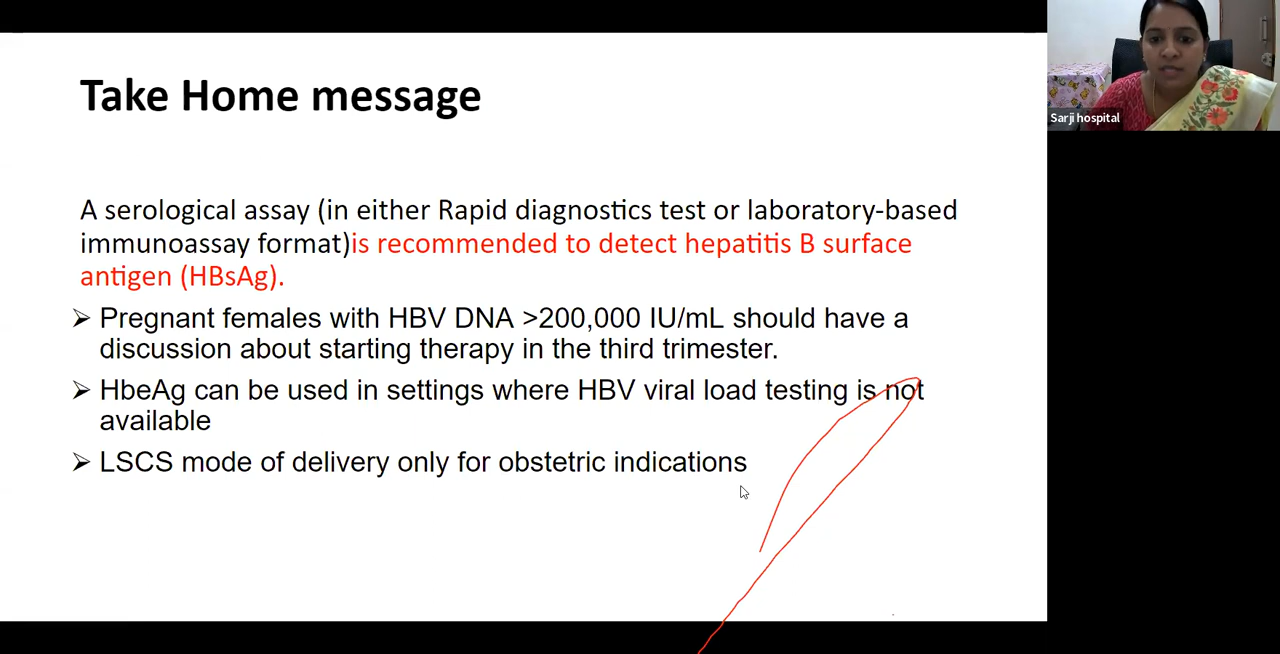 Take Home message
Sarji hospital
A serological assay (in either Rapid diagnostics test or laboratory-based
immunoassay format)is recommended to detect hepatitis B surface
antigen (HBsAg).
➢ Pregnant females with HBV DNA >200,000 IU/mL should have a
discussion about starting therapy in the third trimester.
➢ HbeAg can be used in settings where HBV viral load testing is not
available
➢ LSCS mode of delivery only for obstetric indications